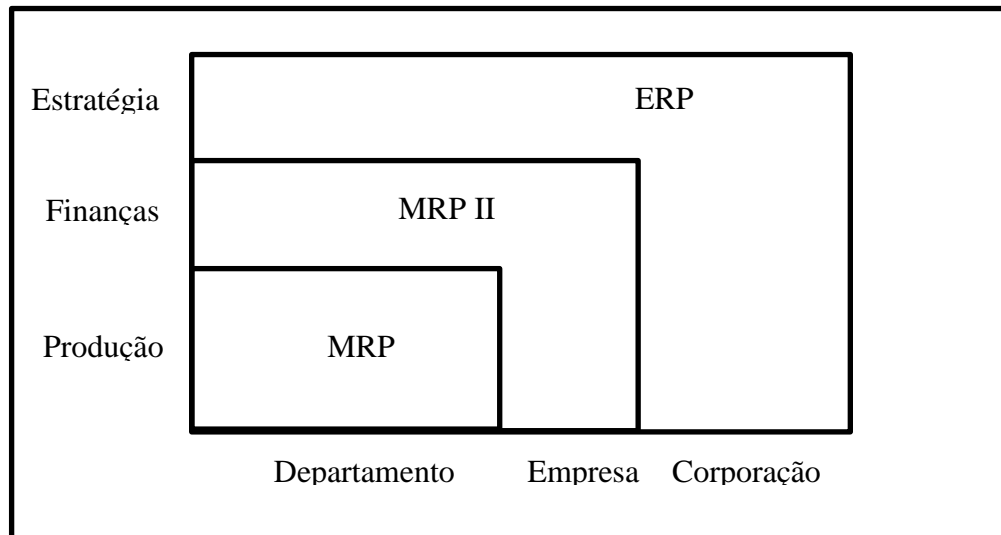 Estratégia
ERP
Finanças
MRP II
Produção
MRP
Departamento
Empresa
Corporação